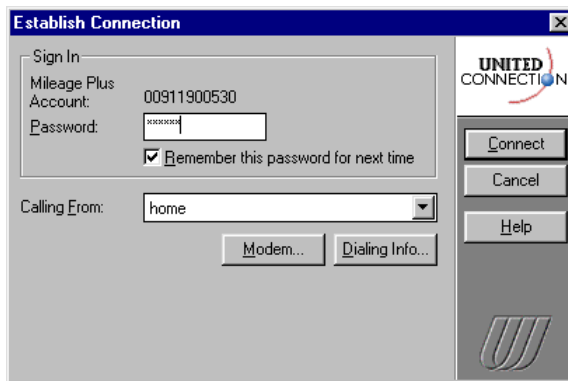 Establish Connection
Sign In
Mileage Plus
Account:
00911900530
Password:
xxxxxx
Remember this password for next time
Calling From:
home
Modem...
Dialing Info...
UNITED
CONNECTION
Connect
Cancel
Help